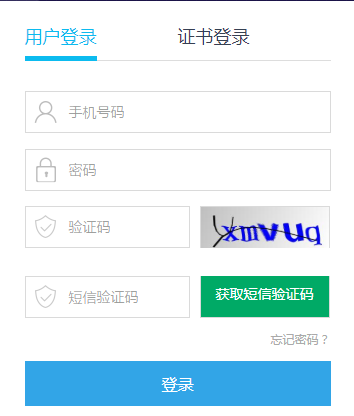 用户登录 证书登录
手机号码
密码
验证码 xmvuq
短信验证码 获取短信验证码
忘记密码？
登录